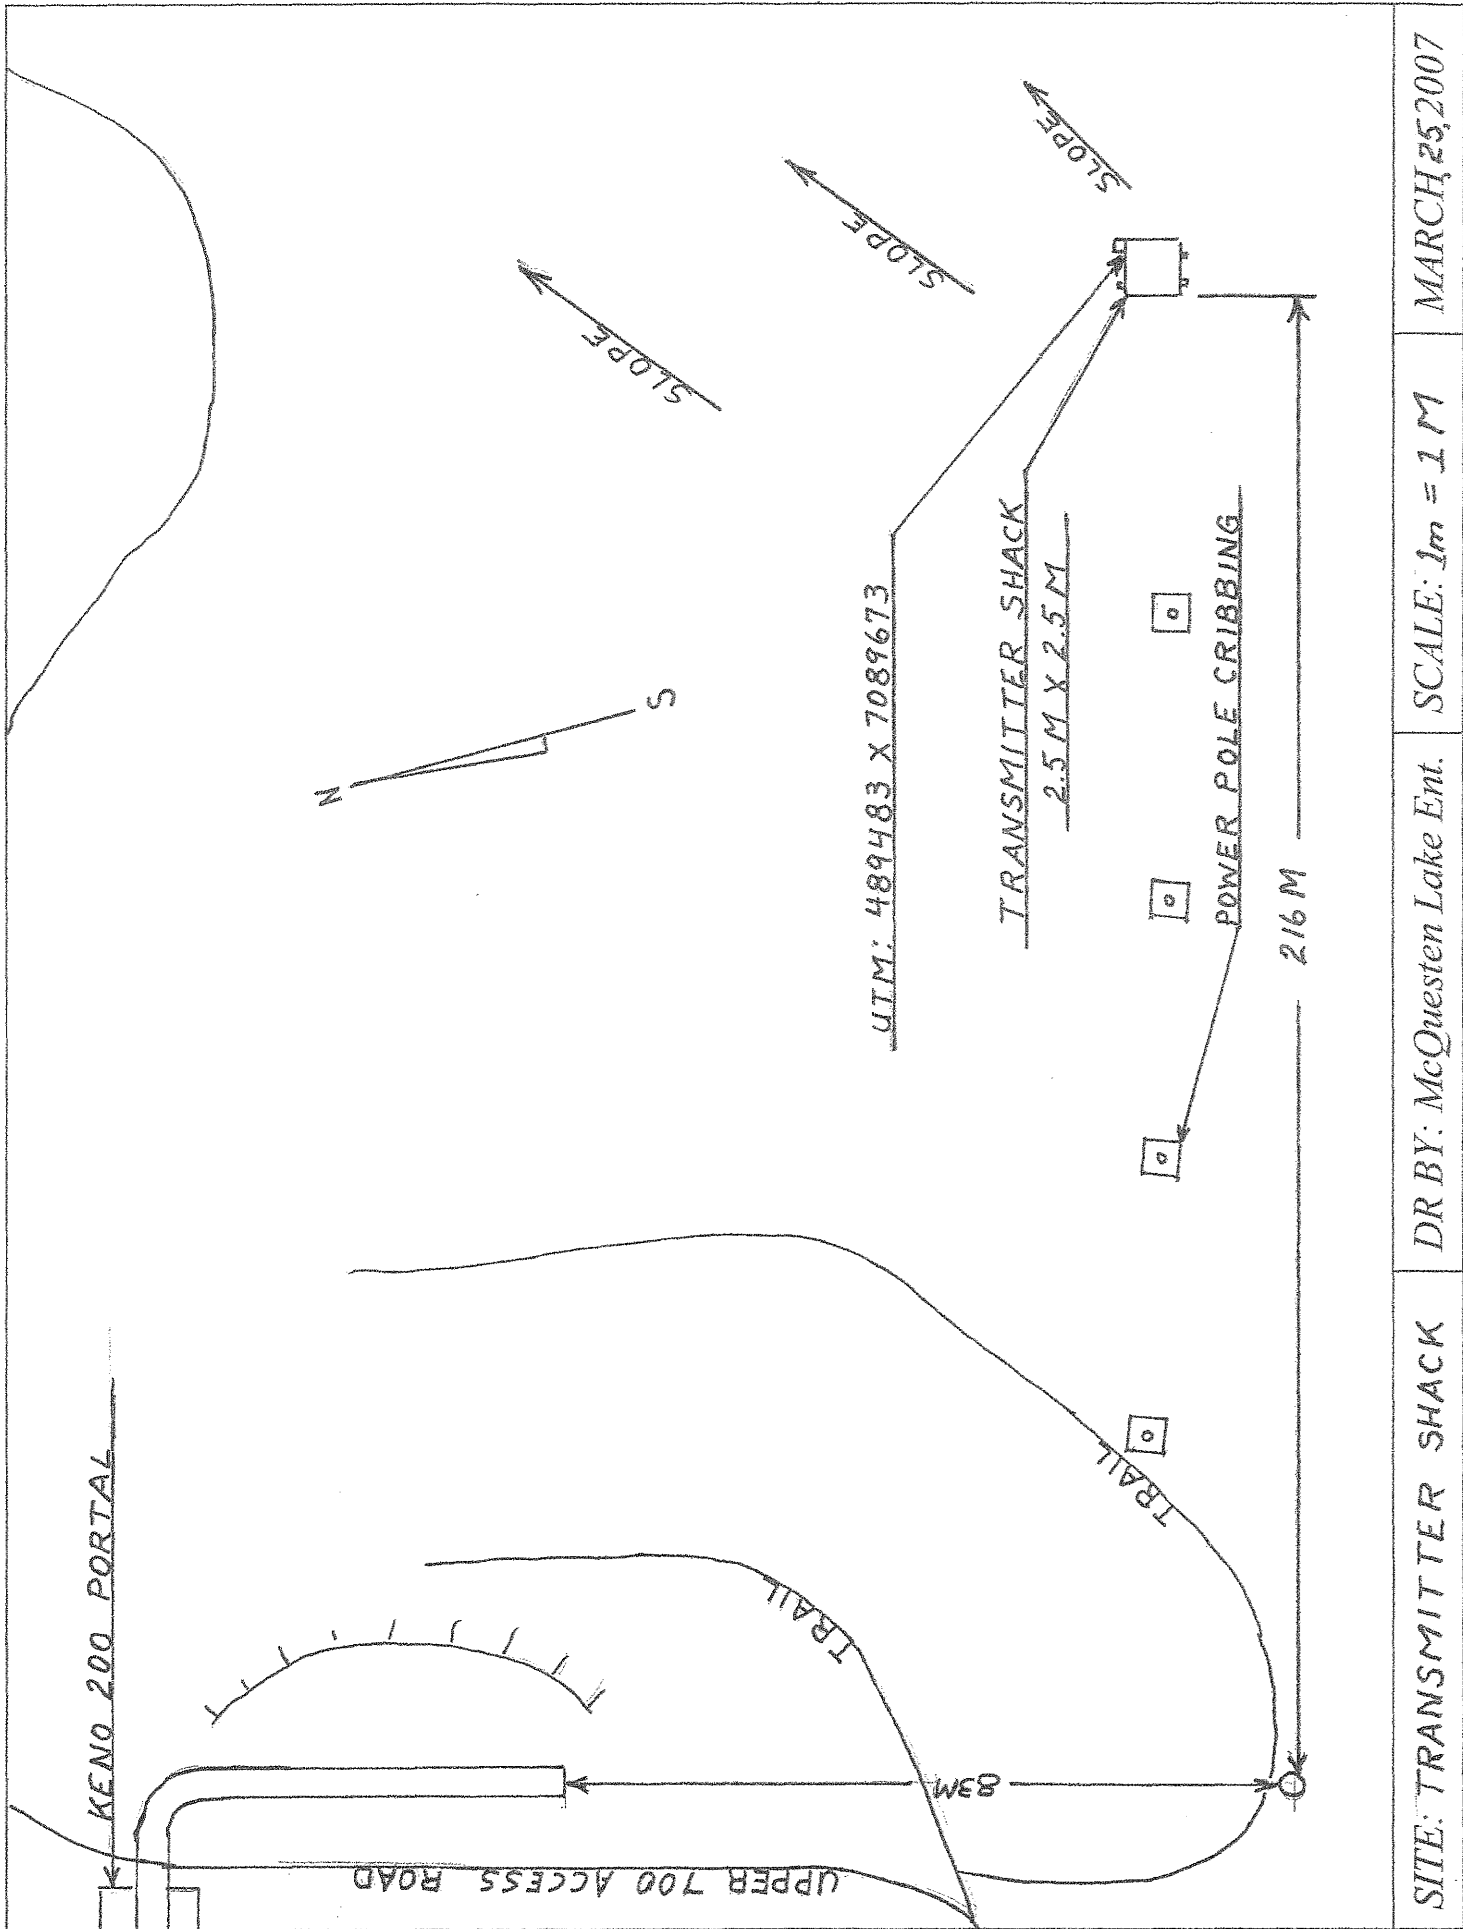 KENO 200 PORTAL
UPPER 700 ACCESS ROAD
83M
TRAIL
TRAIL
N
S
SLOPE
SLOPE
SLOPE
UTM: 489483 X 7089673
TRANSMITTER SHACK
2.5 M X 2.5 M
POWER POLE CRIBBING
216 M
SITE: TRANSMITTER SHACK
DR BY: McQuesten Lake Ent.
SCALE: 1m = 1 M
MARCH, 25, 2007